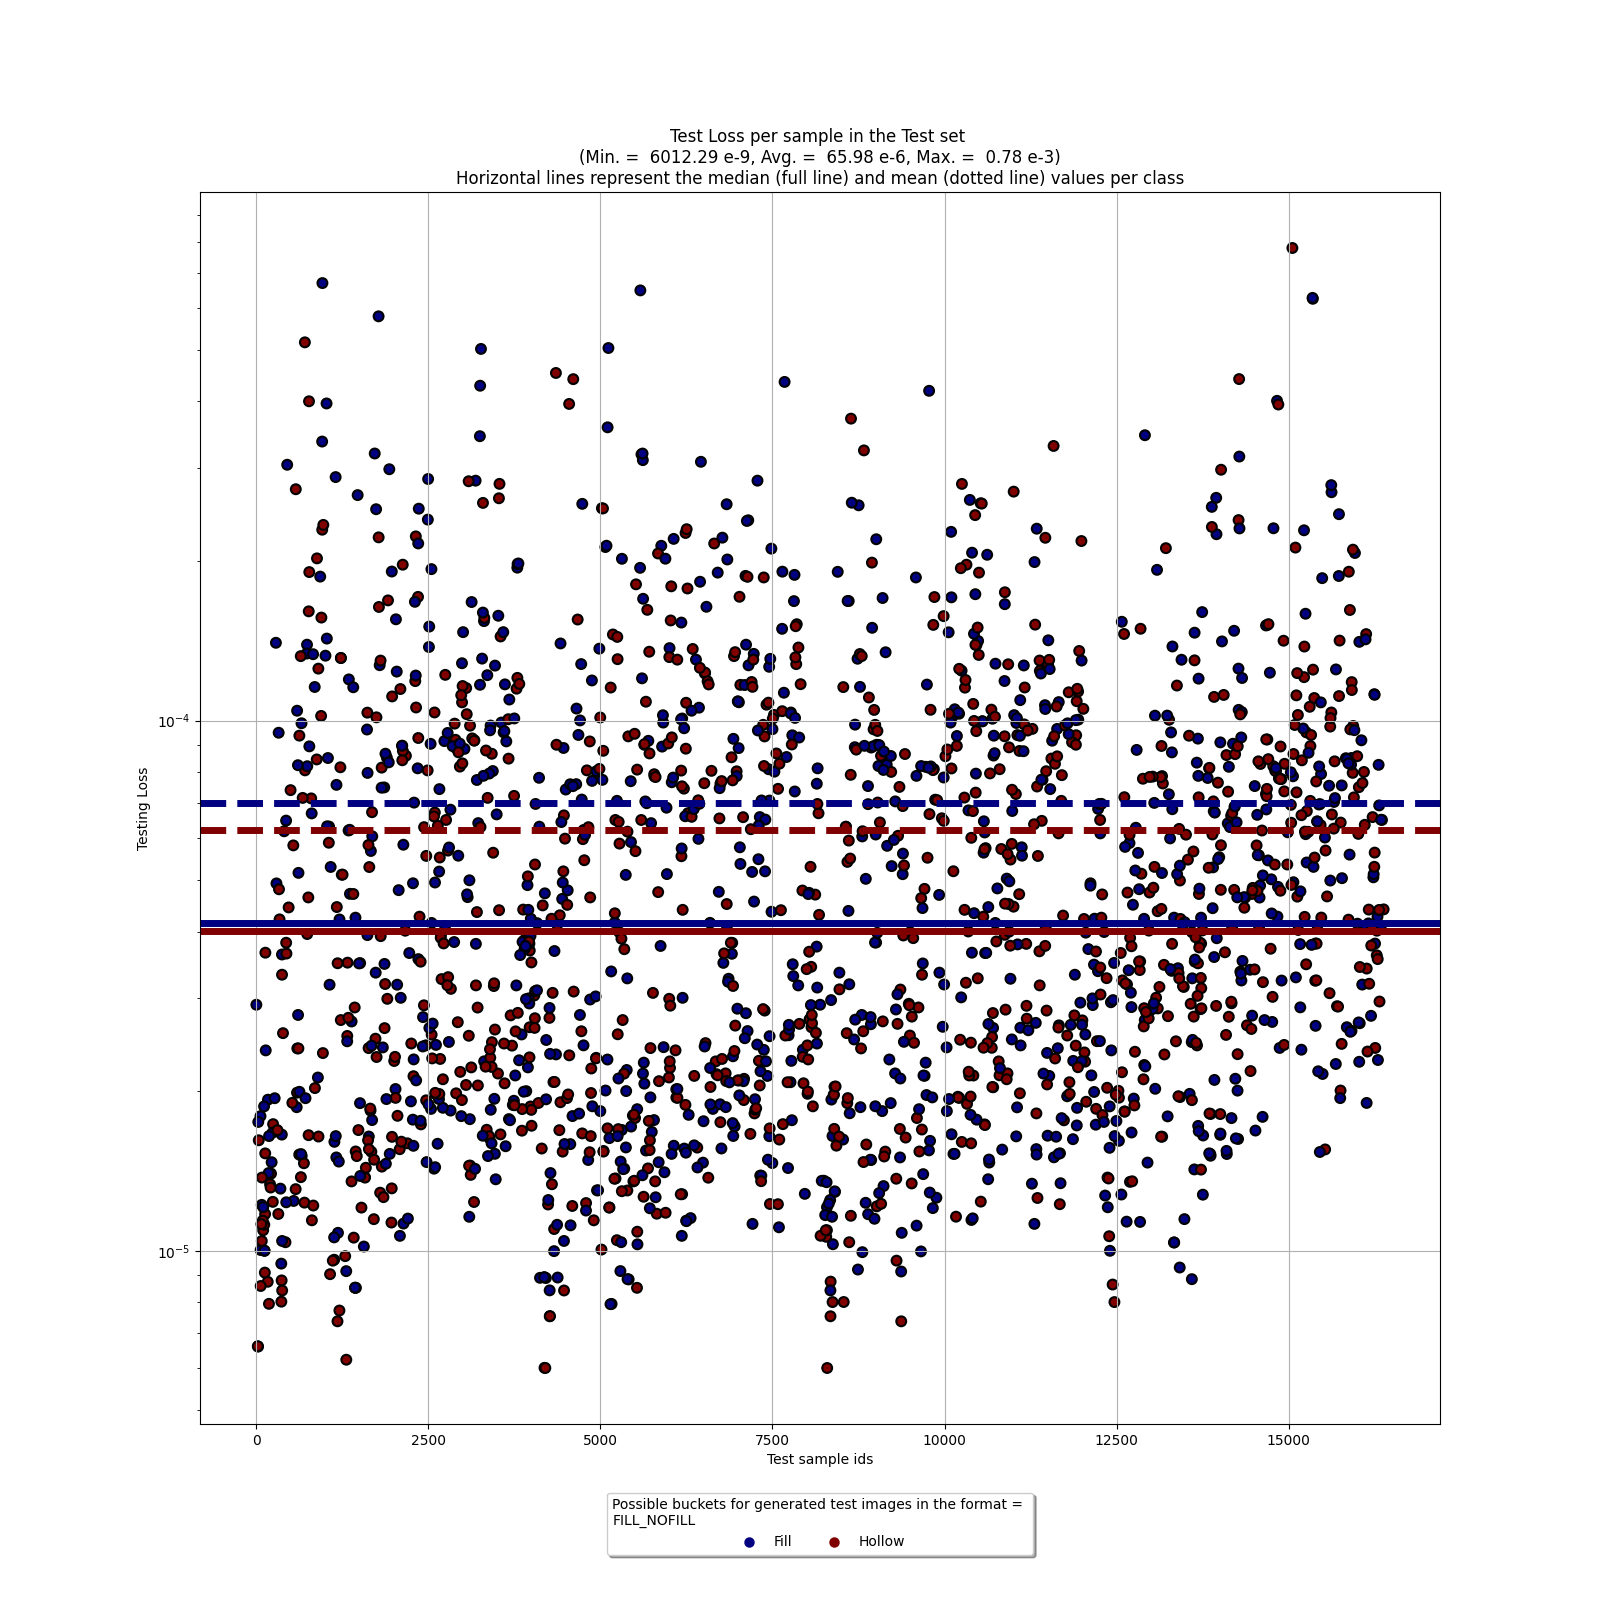 Test Loss per sample in the Test set
(Min. =  6012.29 e-9, Avg. =  65.98 e-6, Max. =  0.78 e-3)
Horizontal lines represent the median (full line) and mean (dotted line) values per class
Testing Loss
10⁻⁴
10⁻⁵
0 2500 5000 7500 10000 12500 15000
Test sample ids
Possible buckets for generated test images in the format =
FILL_NOFILL
Fill Hollow